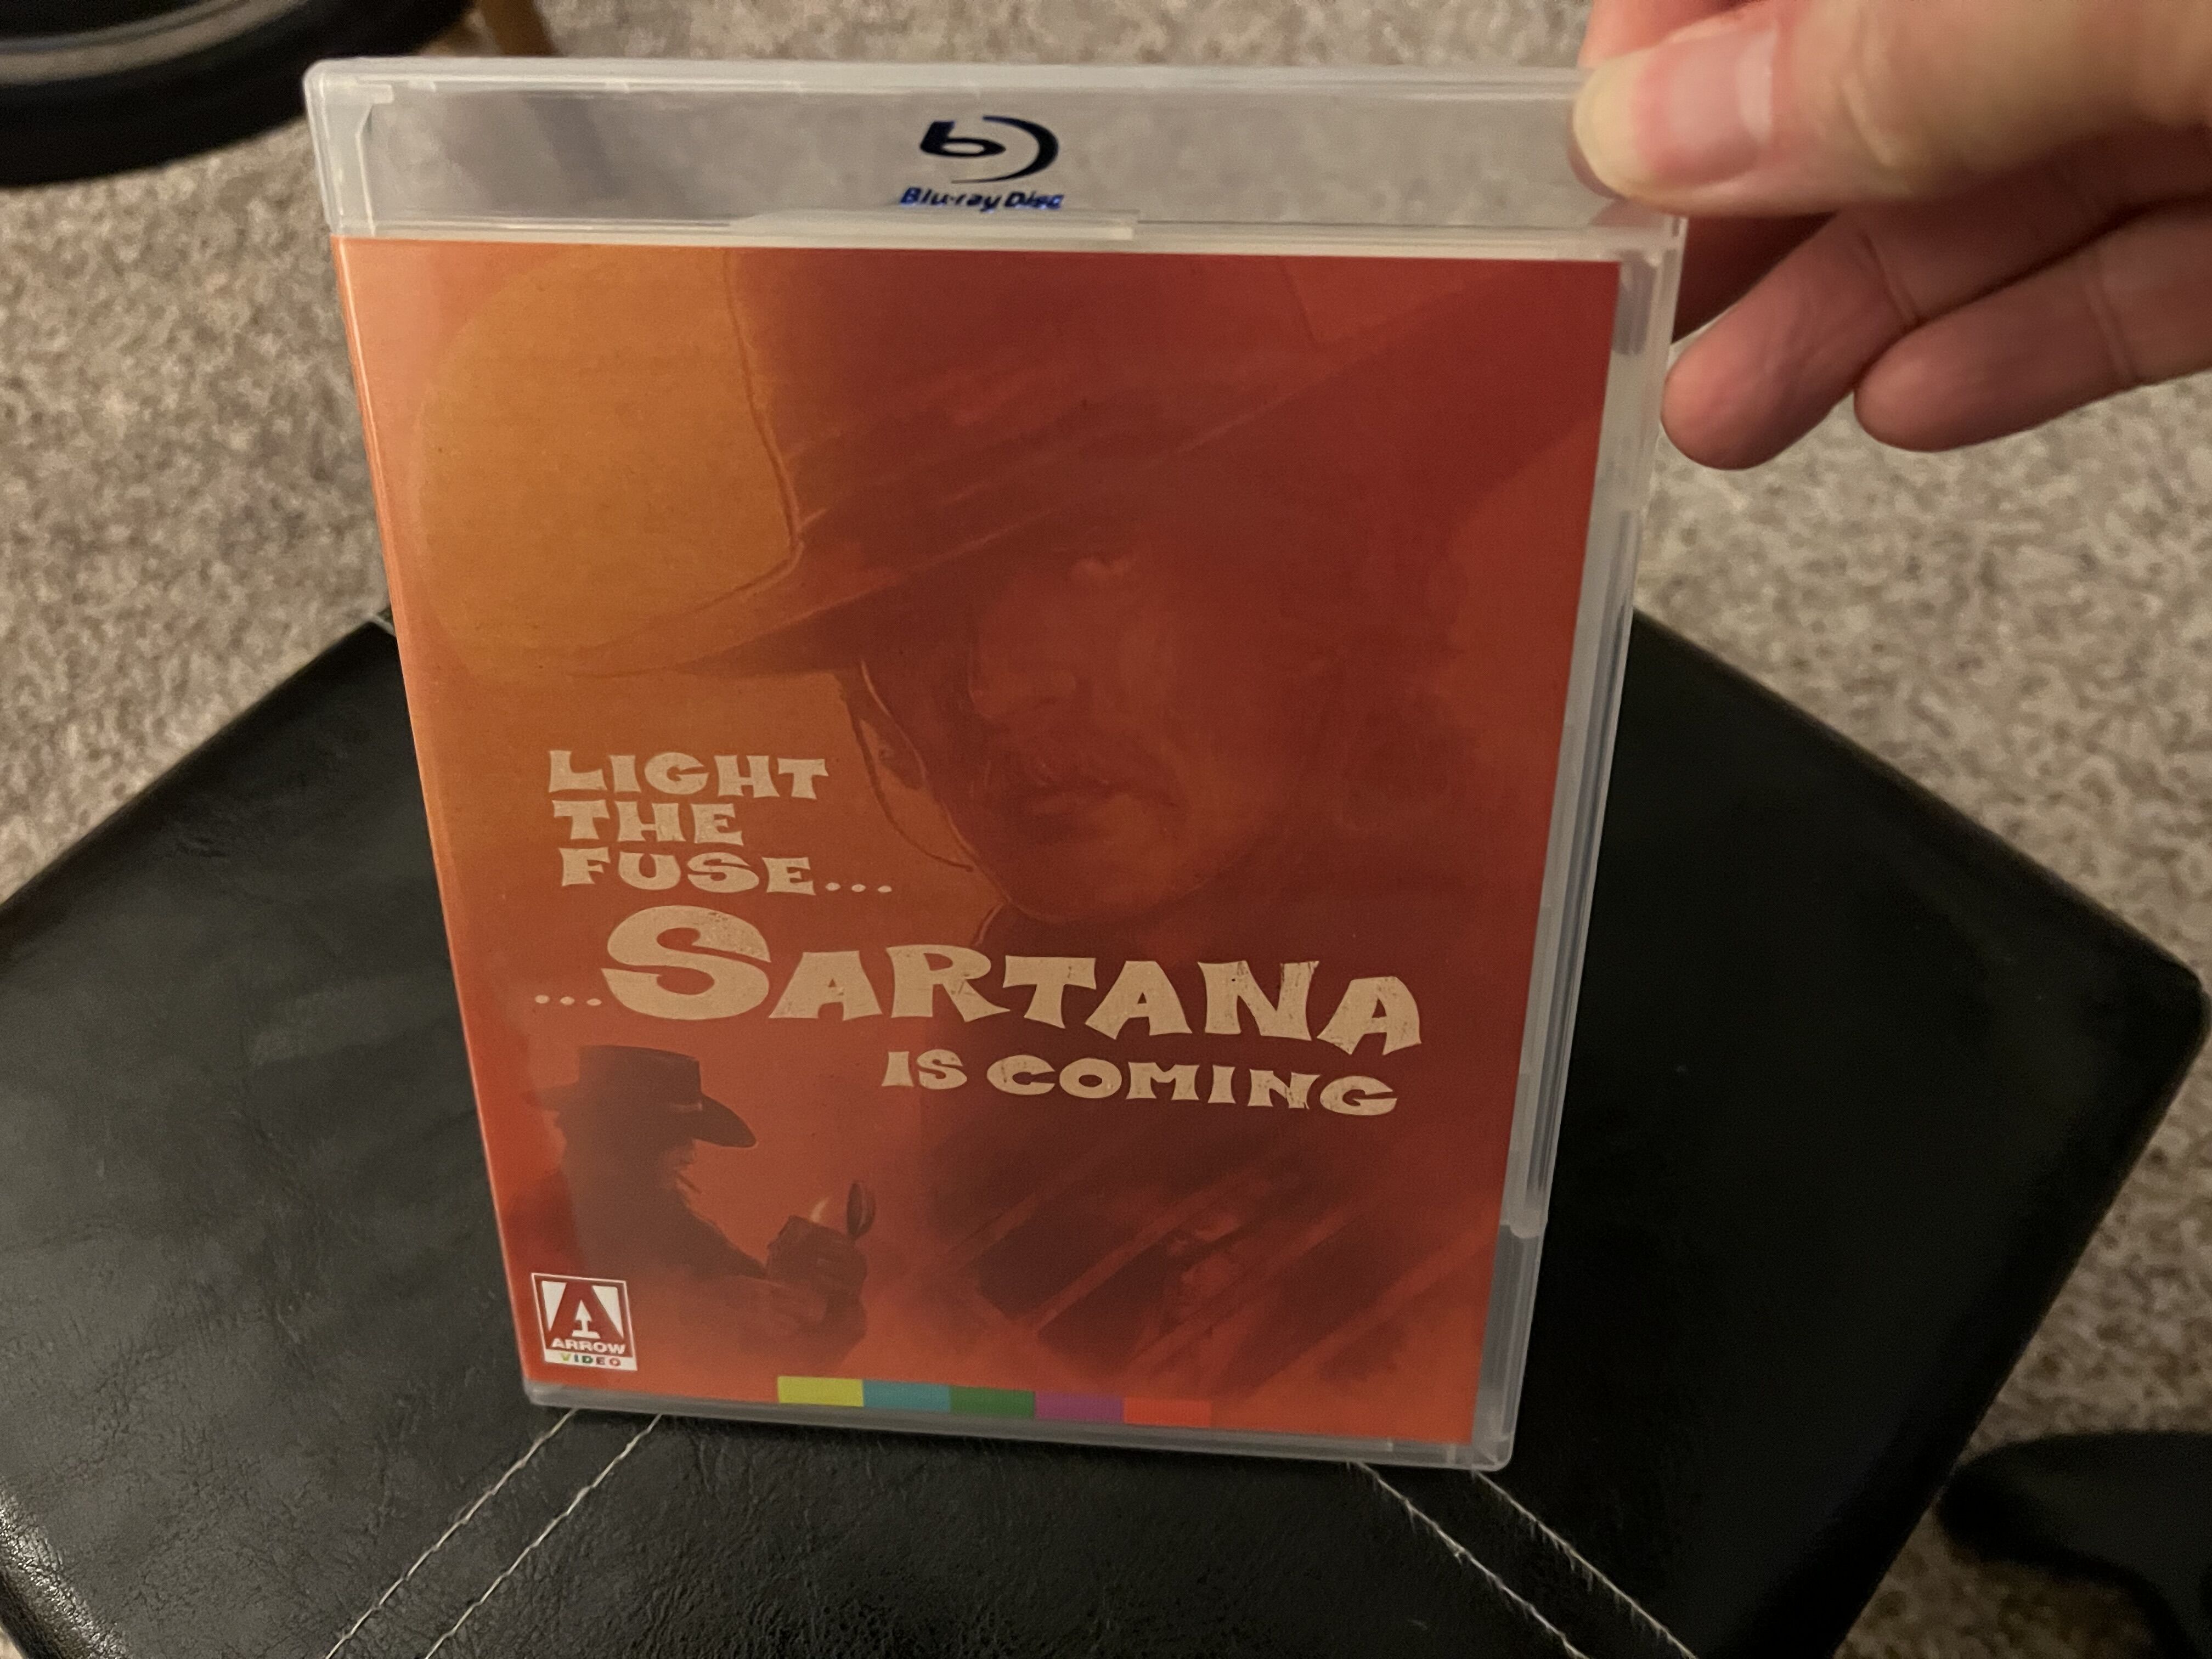 Blu-ray Disc
LIGHT
THE
FUSE...
...SARTANA
IS COMING
ARROW
VIDEO